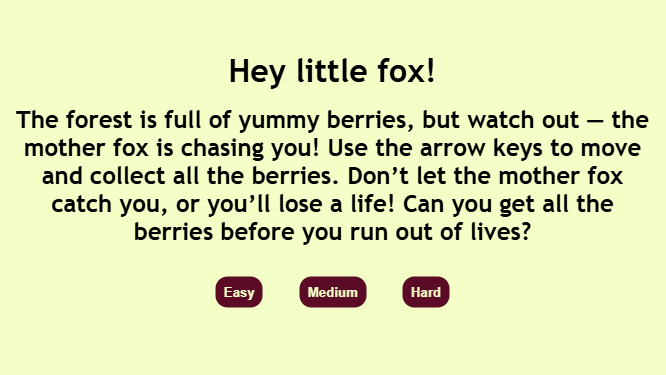 Hey little fox!
The forest is full of yummy berries, but watch out — the
mother fox is chasing you! Use the arrow keys to move
and collect all the berries. Don’t let the mother fox
catch you, or you’ll lose a life! Can you get all the
berries before you run out of lives?
Easy Medium Hard